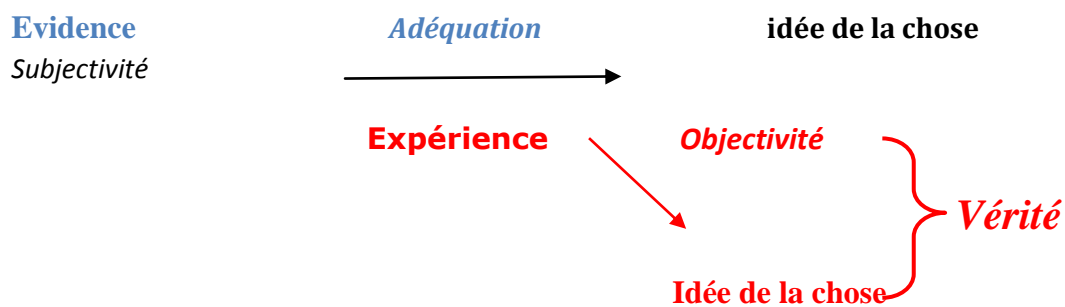 Evidence Adéquation idée de la chose
Subjectivité
Expérience Objectivité
Vérité
Idée de la chose